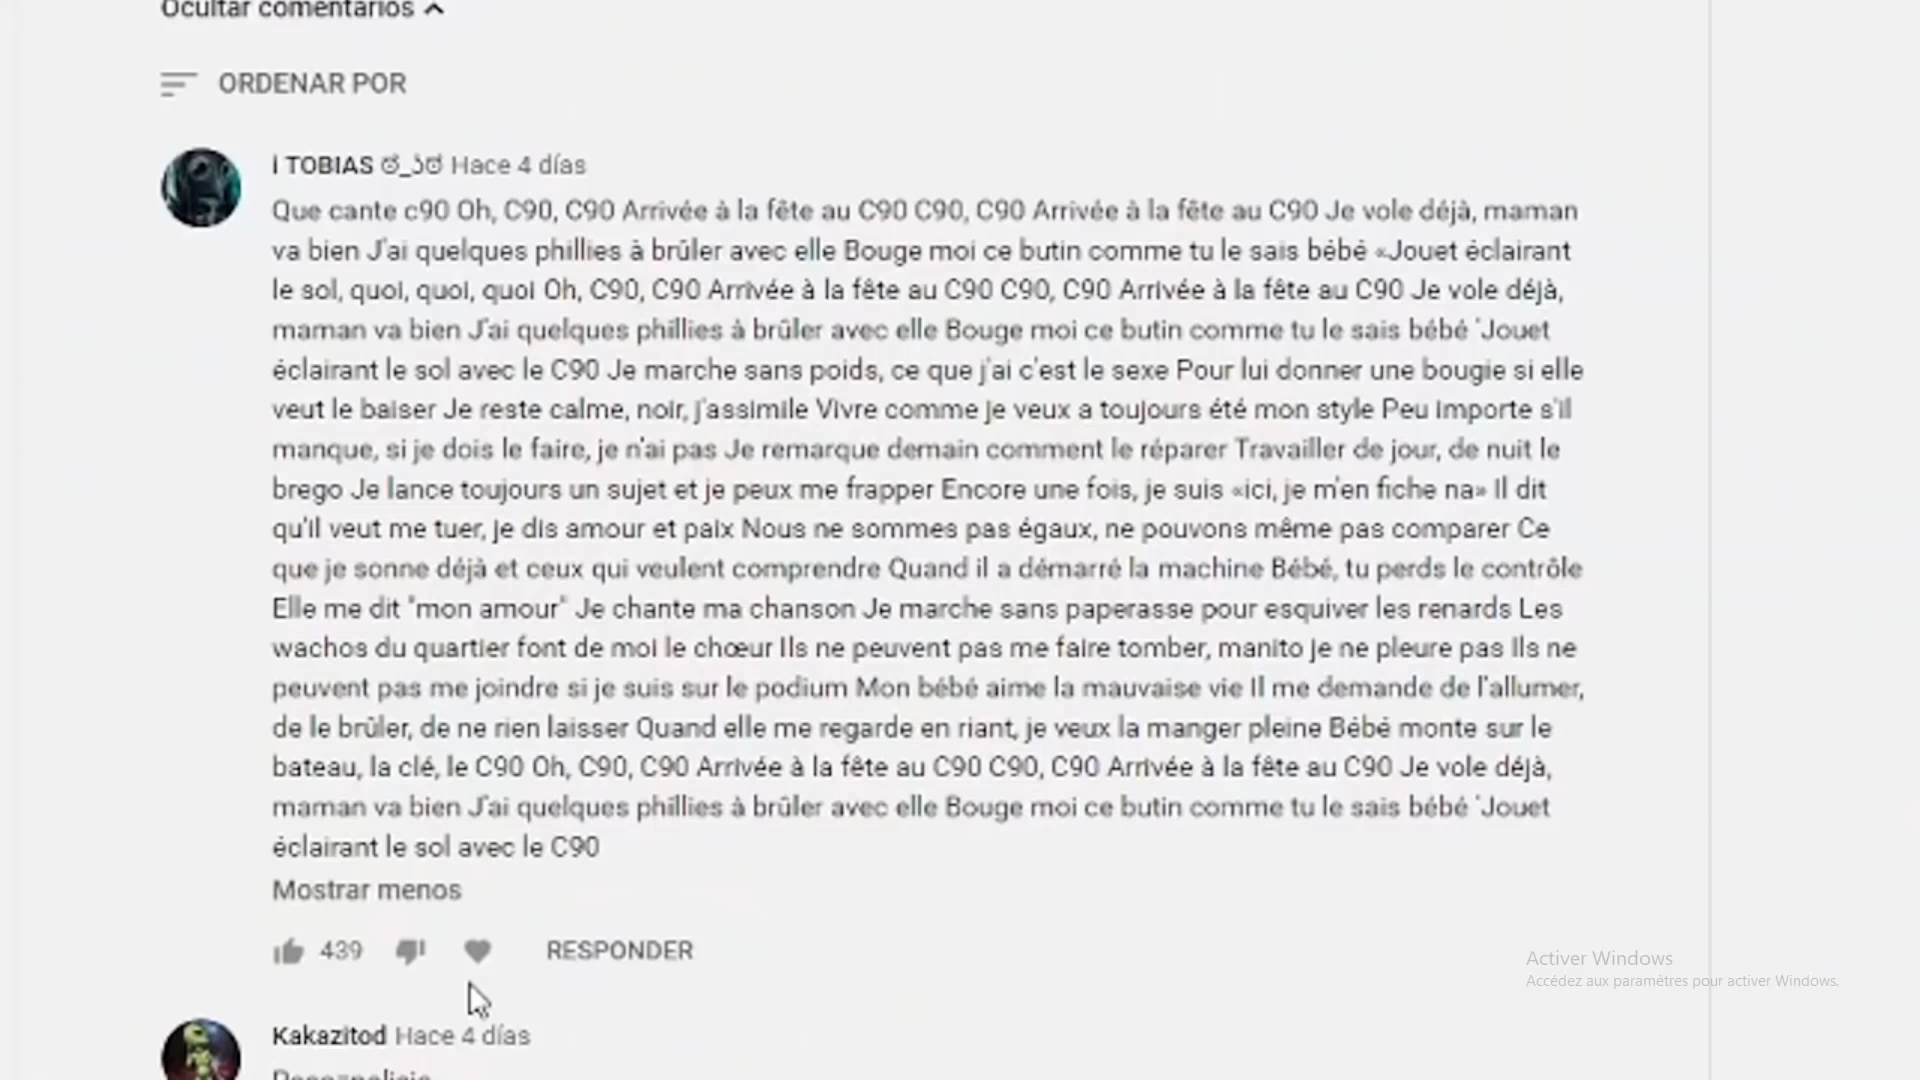 Ocultar comentarios
ORDENAR POR
i TOBIAS Hace 4 días
Que cante c90 Oh, C90, C90 Arrivée à la fête au C90 C90, C90 Arrivée à la fête au C90 Je vole déjà, maman
va bien J'ai quelques phillies à brûler avec elle Bouge moi ce butin comme tu le sais bébé «Jouet éclairant
le sol, quoi, quoi, quoi Oh, C90, C90 Arrivée à la fête au C90 C90, C90 Arrivée à la fête au C90 Je vole déjà,
maman va bien J'ai quelques phillies à brûler avec elle Bouge moi ce butin comme tu le sais bébé 'Jouet
éclairant le sol avec le C90 Je marche sans poids, ce que j'ai c'est le sexe Pour lui donner une bougie si elle
veut le baiser Je reste calme, noir, j'assimile Vivre comme je veux a toujours été mon style Peu importe s'il
manque, si je dois le faire, je n'ai pas Je remarque demain comment le réparer Travailler de jour, de nuit le
brego Je lance toujours un sujet et je peux me frapper Encore une fois, je suis «ici, je m'en fiche na» Il dit
qu'il veut me tuer, je dis amour et paix Nous ne sommes pas égaux, ne pouvons même pas comparer Ce
que je sonne déjà et ceux qui veulent comprendre Quand il a démarré la machine Bébé, tu perds le contrôle
Elle me dit "mon amour" Je chante ma chanson Je marche sans paperasse pour esquiver les renards Les
wachos du quartier font de moi le chœur Ils ne peuvent pas me faire tomber, manito je ne pleure pas Ils ne
peuvent pas me joindre si je suis sur le podium Mon bébé aime la mauvaise vie Il me demande de l'allumer,
de le brûler, de ne rien laisser Quand elle me regarde en riant, je veux la manger pleine Bébé monte sur le
bateau, la clé, le C90 Oh, C90, C90 Arrivée à la fête au C90 C90, C90 Arrivée à la fête au C90 Je vole déjà,
maman va bien J'ai quelques phillies à brûler avec elle Bouge moi ce butin comme tu le sais bébé 'Jouet
éclairant le sol avec le C90
Mostrar menos
439 RESPONDER
Activer Windows
Accédez aux paramètres pour activer Windows.
Kakazitod Hace 4 días